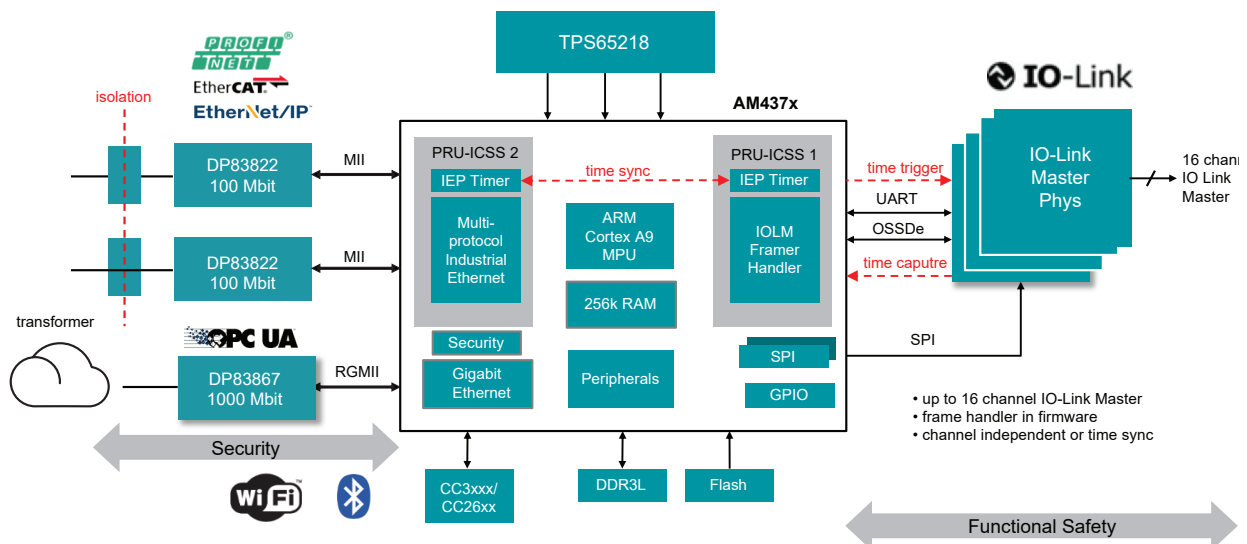 TPS65218
PROFI
NET®
EtherCAT®
EtherNet/IP™
isolation
IO-Link
AM437x
DP83822
100 Mbit
MII
PRU-ICSS 2
IEP Timer
time sync
PRU-ICSS 1
IEP Timer
time trigger
IO-Link
Master
Phys
16 chann
IO Link
Master
UART
OSSDe
time caputre
Multi-
protocol
Industrial
Ethernet
ARM
Cortex A9
MPU
IOLM
Framer
Handler
DP83822
100 Mbit
MII
256k RAM
transformer
OPC UA
Security
SPI
SPI
DP83867
1000 Mbit
RGMII
Gigabit
Ethernet
Peripherals
GPIO
• up to 16 channel IO-Link Master
• frame handler in firmware
• channel independent or time sync
Security
WiFi™
CC3xxx/
CC26xx
DDR3L
Flash
Functional Safety